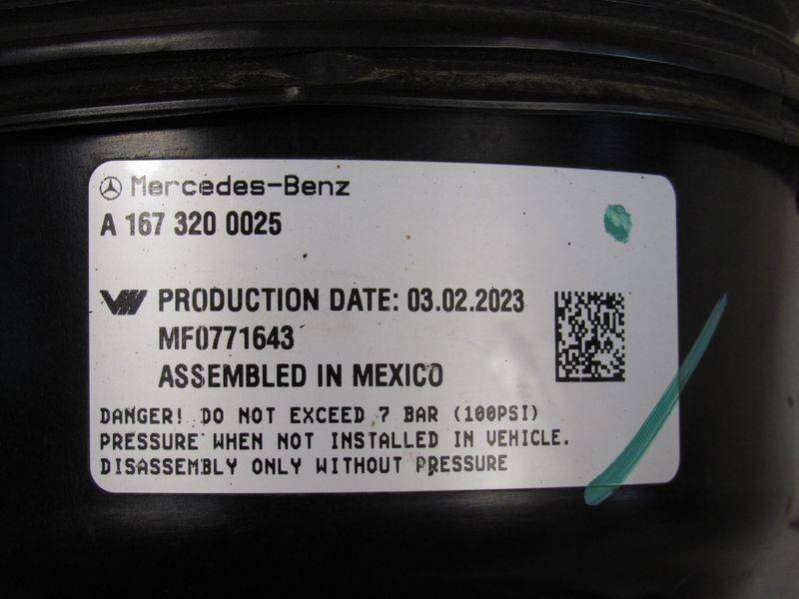 Mercedes-Benz
A 167 320 0025
PRODUCTION DATE: 03.02.2023
MF0771643
ASSEMBLED IN MEXICO
DANGER! DO NOT EXCEED 7 BAR (100PSI)
PRESSURE WHEN NOT INSTALLED IN VEHICLE.
DISASSEMBLY ONLY WITHOUT PRESSURE